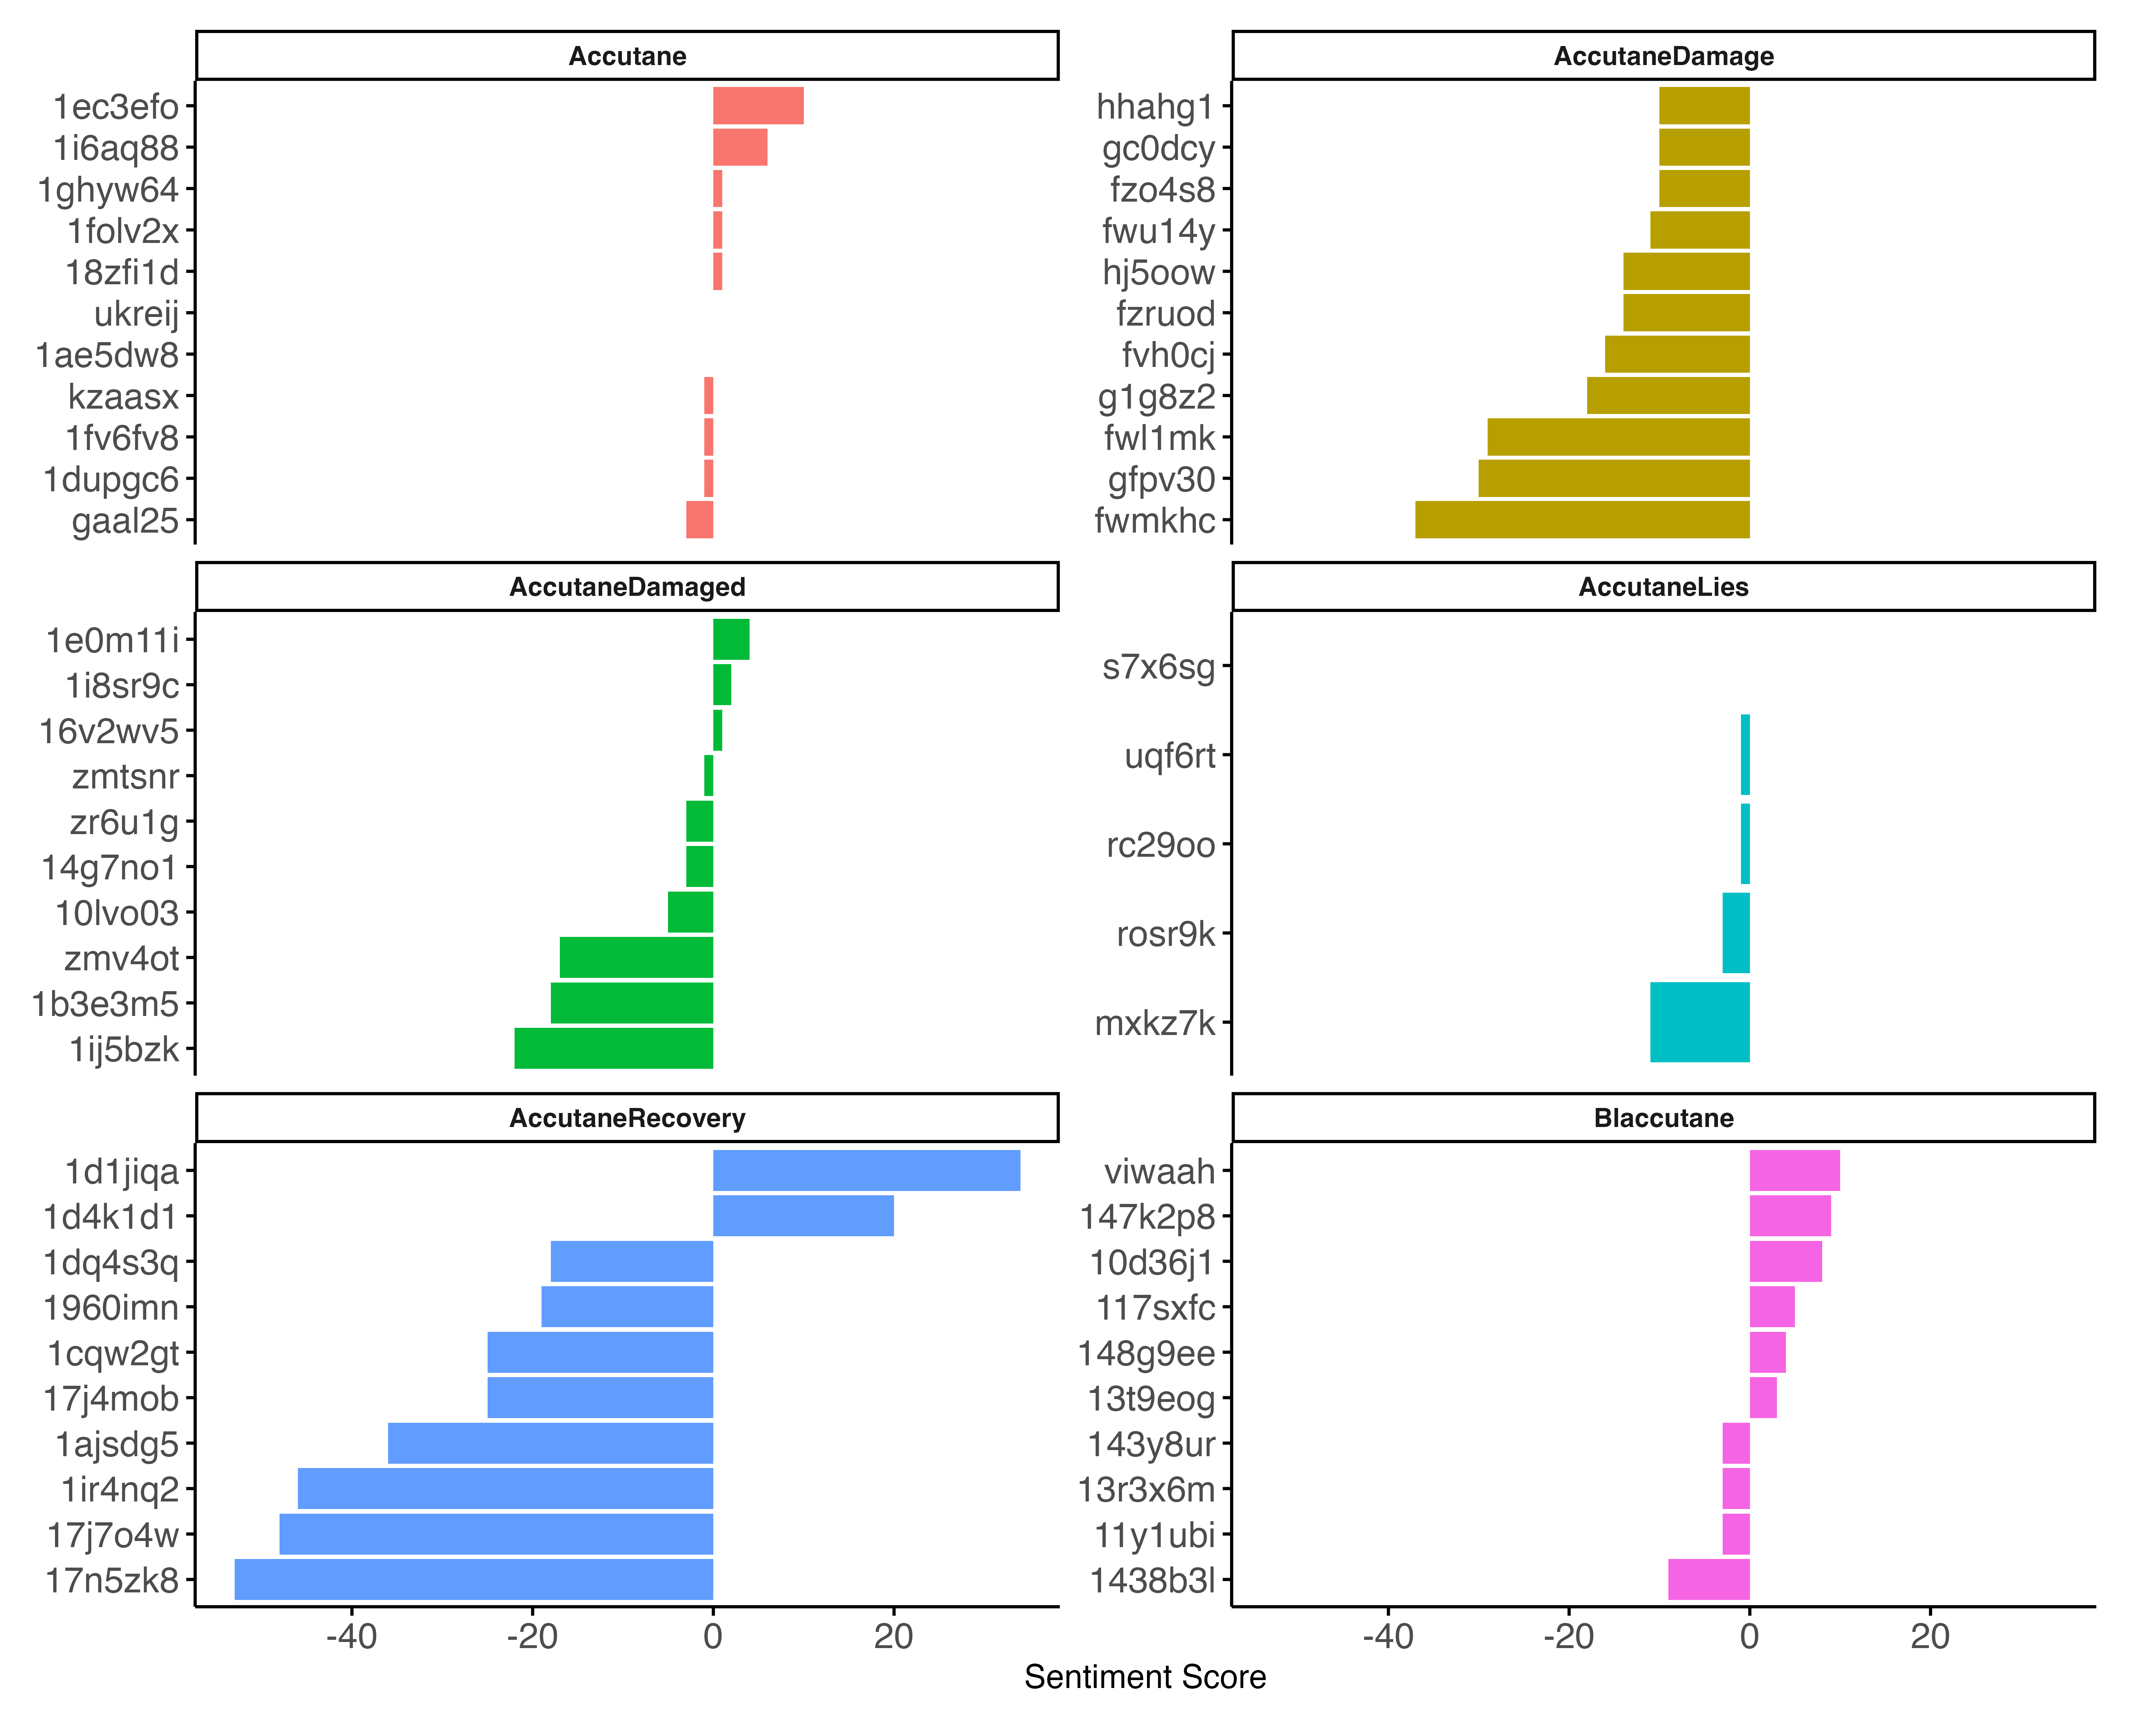 Accutane
1ec3efo
1i6aq88
1ghyw64
1folv2x
18zfi1d
ukreij
1ae5dw8
kzaasx
1fv6fv8
1dupgc6
gaal25
AccutaneDamage
hhahg1
gc0dcy
fzo4s8
fwu14y
hj5oow
fzruod
fvh0cj
g1g8z2
fwl1mk
gfpv30
fwmkhc
AccutaneDamaged
1e0m11i
1i8sr9c
16v2wv5
zmtsnr
zr6u1g
14g7no1
10lvo03
zmv4ot
1b3e3m5
1ij5bzk
AccutaneLies
s7x6sg
uqf6rt
rc29oo
rosr9k
mxkz7k
AccutaneRecovery
1d1jiqa
1d4k1d1
1dq4s3q
1960imn
1cqw2gt
17j4mob
1ajsdg5
1ir4nq2
17j7o4w
17n5zk8
-40 -20 0 20
Blaccutane
viwaah
147k2p8
10d36j1
117sxfc
148g9ee
13t9eog
143y8ur
13r3x6m
11y1ubi
1438b3l
-40 -20 0 20
Sentiment Score